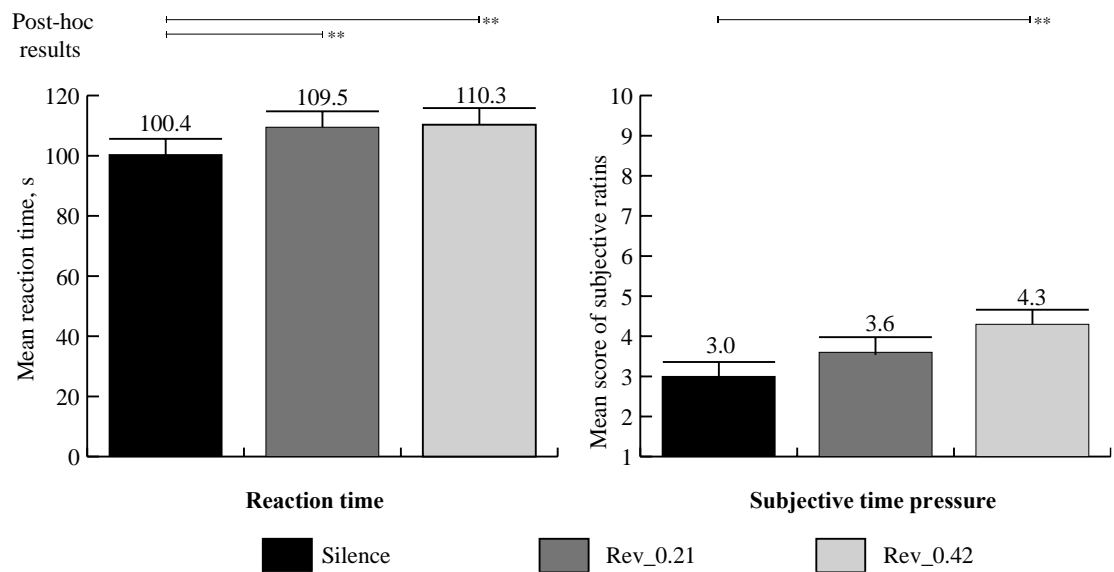 Post-hoc
results
**
**
**
120
100
80
60
40
20
0
Mean reaction time, s
100.4
109.5
110.3
Reaction time
10
9
8
7
6
5
4
3
2
1
Mean score of subjective ratins
3.0
3.6
4.3
Subjective time pressure
Silence
Rev_0.21
Rev_0.42